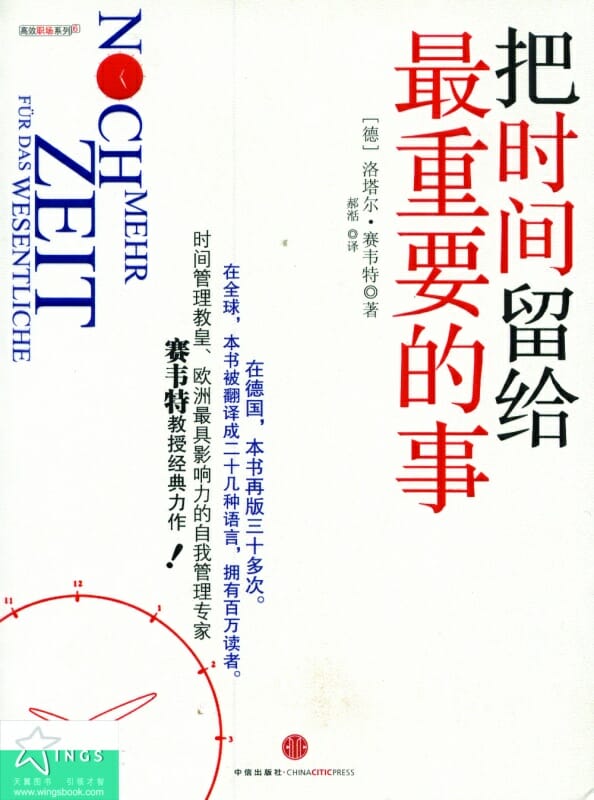 高效职场系列⑥
NOCH MEHR
ZEIT
FÜR DAS WESENTLICHE
把时间留给
最重要的事
［德］洛塔尔·赛韦特◎著
郝湉◎译
在德国，本书再版三十多次。
在全球，本书被翻译成二十几种语言，拥有百万读者。
时间管理教皇、欧洲最具影响力的自我管理专家
赛韦特教授经典力作！
11
12
1
2
3
中信出版社·CHINACITICPRESS
WINGS
天翼图书 引领才智
www.wingsbook.com